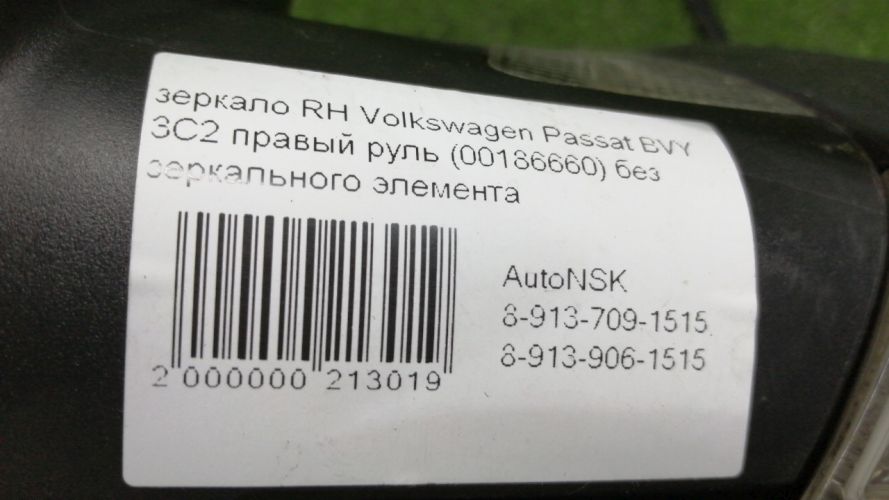 зеркало RH Volkswagen Passat BVY
3C2 правый руль (00186660) без
зеркального элемента
AutoNSK
8-913-709-1515
8-913-906-1515
2 000000 213019